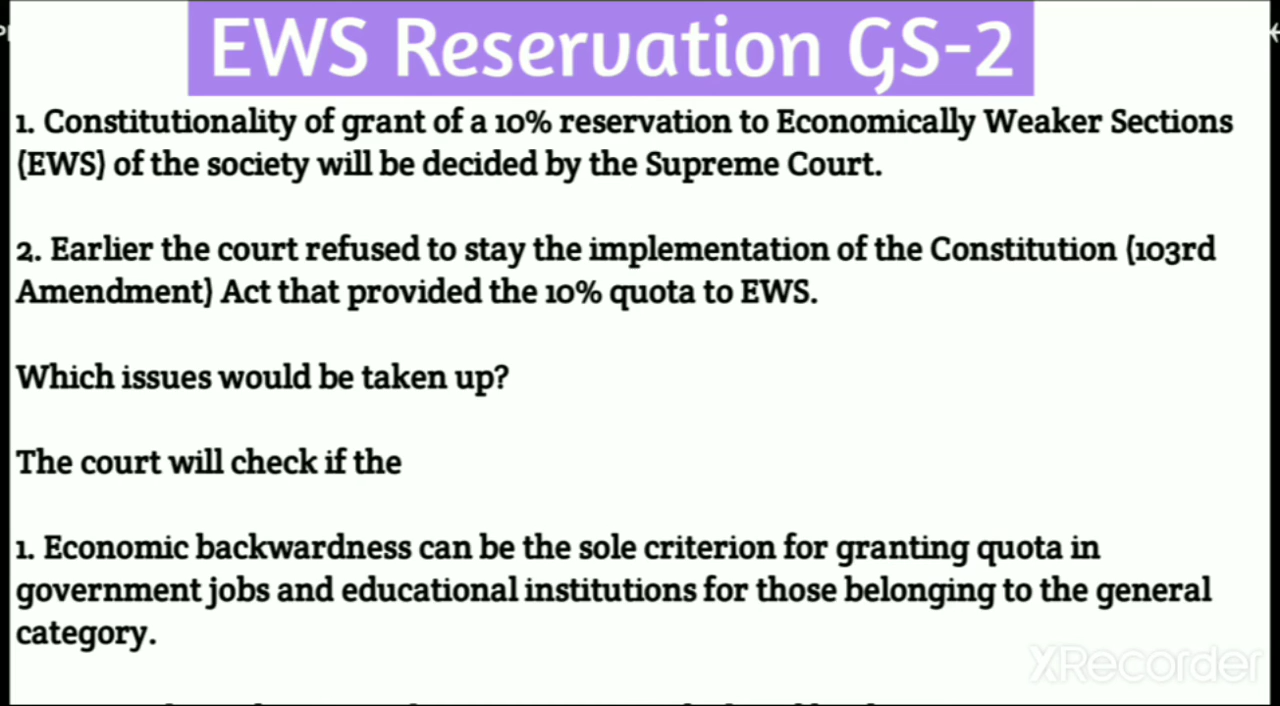 EWS Reservation GS-2
1. Constitutionality of grant of a 10% reservation to Economically Weaker Sections
(EWS) of the society will be decided by the Supreme Court.
2. Earlier the court refused to stay the implementation of the Constitution (103rd
Amendment) Act that provided the 10% quota to EWS.
Which issues would be taken up?
The court will check if the
1. Economic backwardness can be the sole criterion for granting quota in
government jobs and educational institutions for those belonging to the general
category.
XRecorder